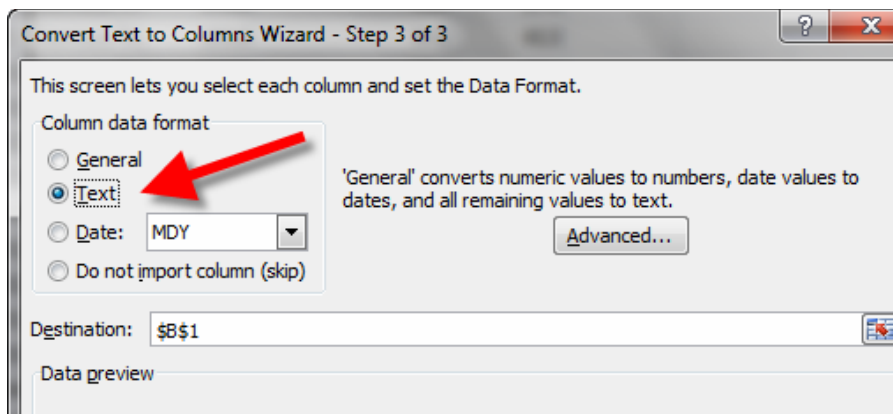 Convert Text to Columns Wizard - Step 3 of 3
This screen lets you select each column and set the Data Format.
Column data format
General
Text
Date: MDY
Do not import column (skip)
'General' converts numeric values to numbers, date values to
dates, and all remaining values to text.
Advanced...
Destination: $B$1
Data preview